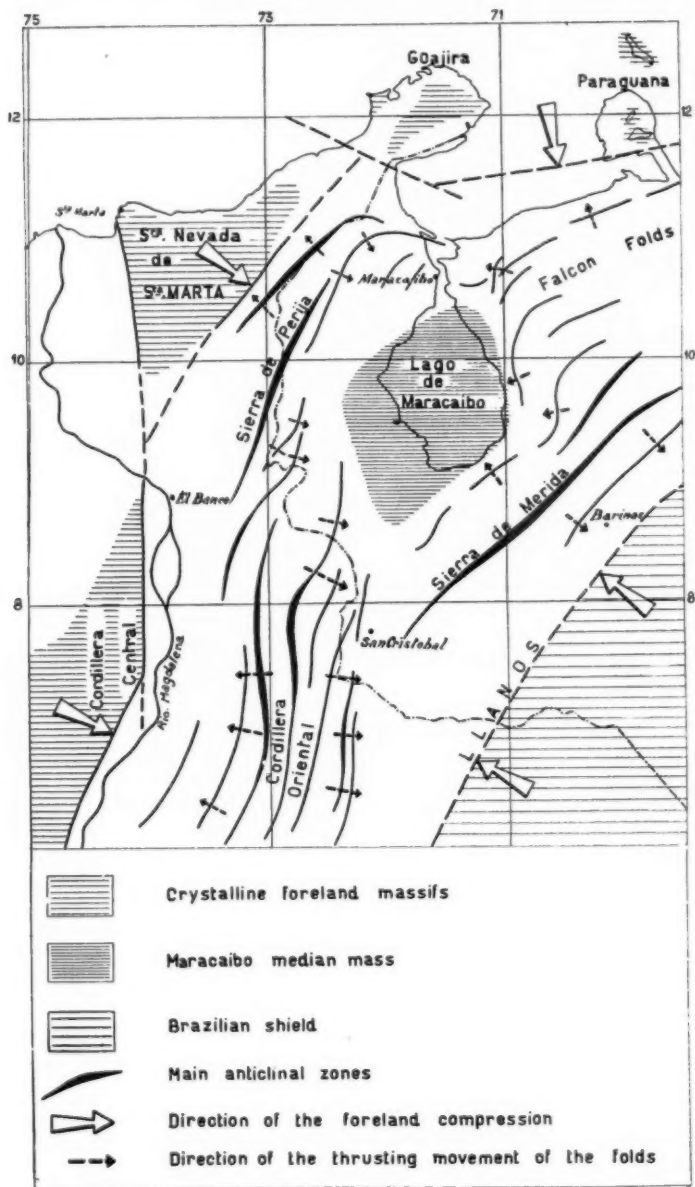 75
73
71
Goajira
Paraguana
12
12
Sta Marta
Sra. Nevada
de
Sta. MARTA
Maracaibo
Falcon Folds
Sierra de Perija
10
10
Lago
de
Maracaibo
El Banco
Sierra de Merida
Barinas
8
8
Cordillera
Central
Rio Magdalena
San Cristobal
LLANOS
Cordillera
Oriental
Crystalline foreland massifs
Maracaibo median mass
Brazilian shield
Main anticlinal zones
Direction of the foreland compression
Direction of the thrusting movement of the folds